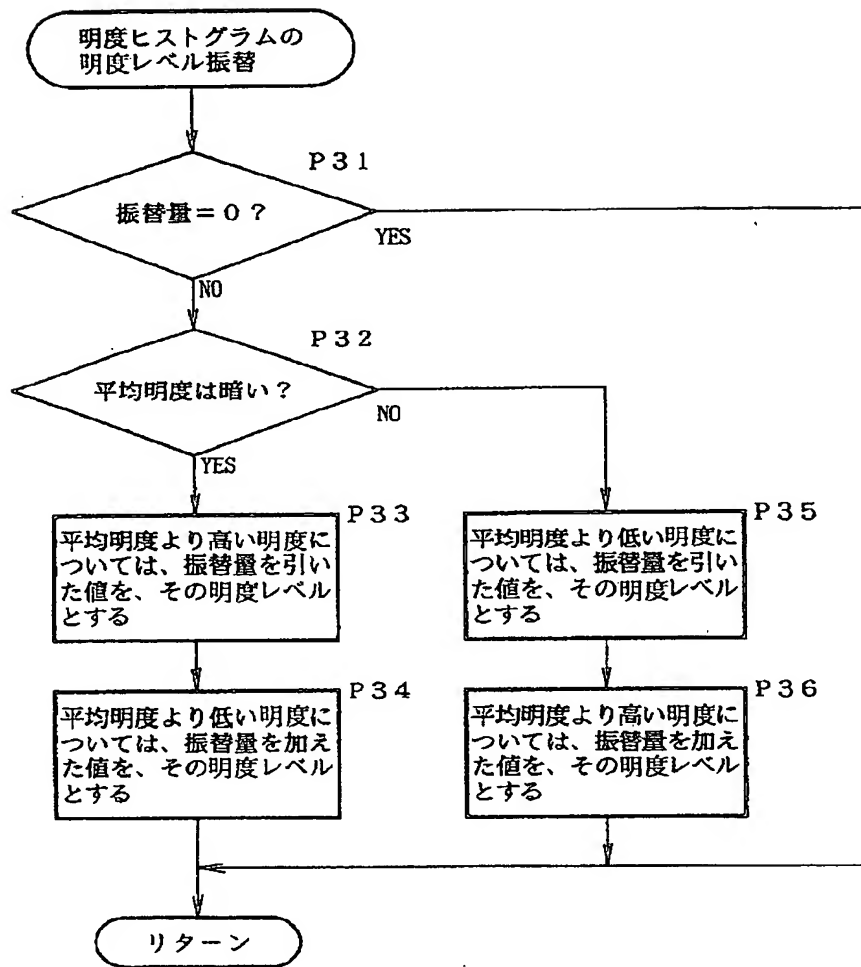 明度ヒストグラムの
明度レベル振替
P31
振替量=0?
YES
NO
P32
平均明度は暗い?
NO
YES
P33
平均明度より高い明度に
ついては、振替量を引い
た値を、その明度レベル
とする
P35
平均明度より低い明度に
ついては、振替量を引い
た値を、その明度レベル
とする
P34
平均明度より低い明度に
ついては、振替量を加え
た値を、その明度レベル
とする
P36
平均明度より高い明度に
ついては、振替量を加え
た値を、その明度レベル
とする
リターン